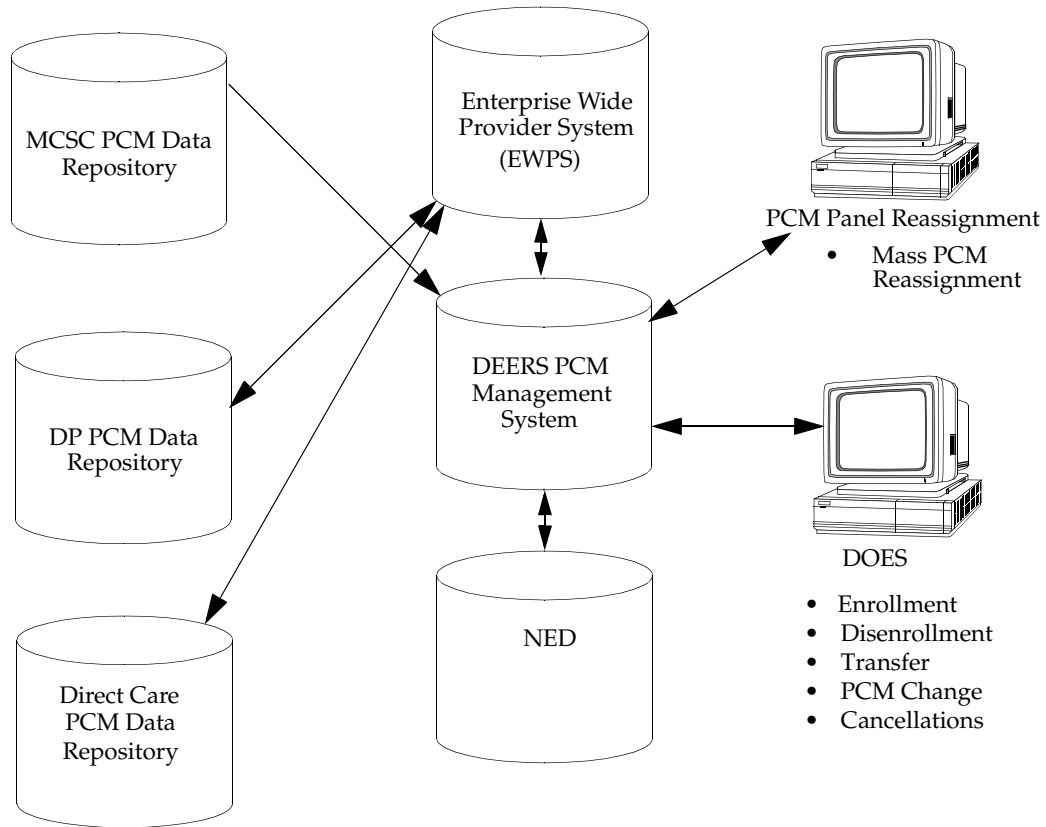 MCSC PCM Data
Repository
Enterprise Wide
Provider System
(EWPS)
PCM Panel Reassignment
• Mass PCM
Reassignment
DP PCM Data
Repository
DEERS PCM
Management
System
DOES
• Enrollment
• Disenrollment
• Transfer
• PCM Change
• Cancellations
Direct Care
PCM Data
Repository
NED